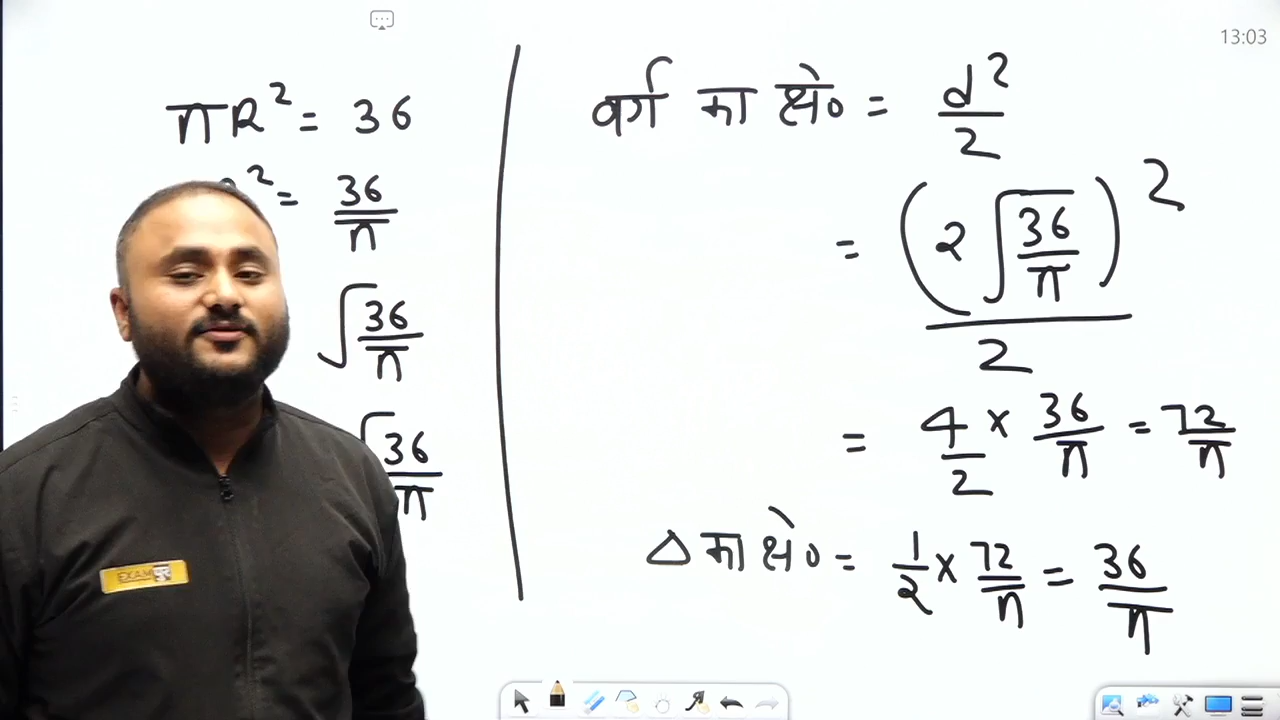 13:03
πR² = 36
² = 36/π
√36/π
√36/π
वर्ग का क्षे० = d²/2
= (2√36/π)²/2
= 4/2 × 36/π = 72/π
Δ का क्षे० = 1/2 × 72/π = 36/π
EXAM